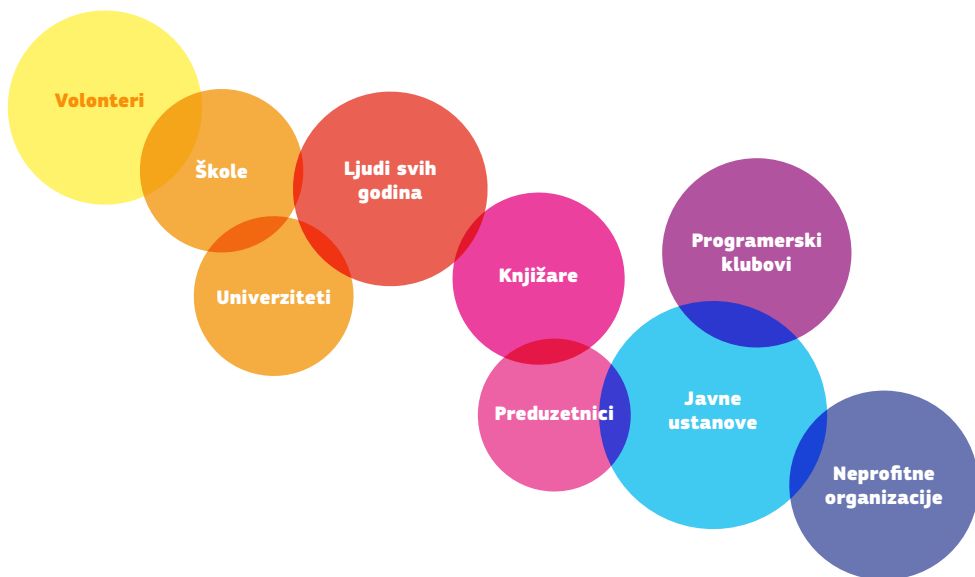 Volonteri
Škole
Ljudi svih
godina
Univerziteti
Knjižare
Programerski
klubovi
Preduzetnici
Javne
ustanove
Neprofitne
organizacije